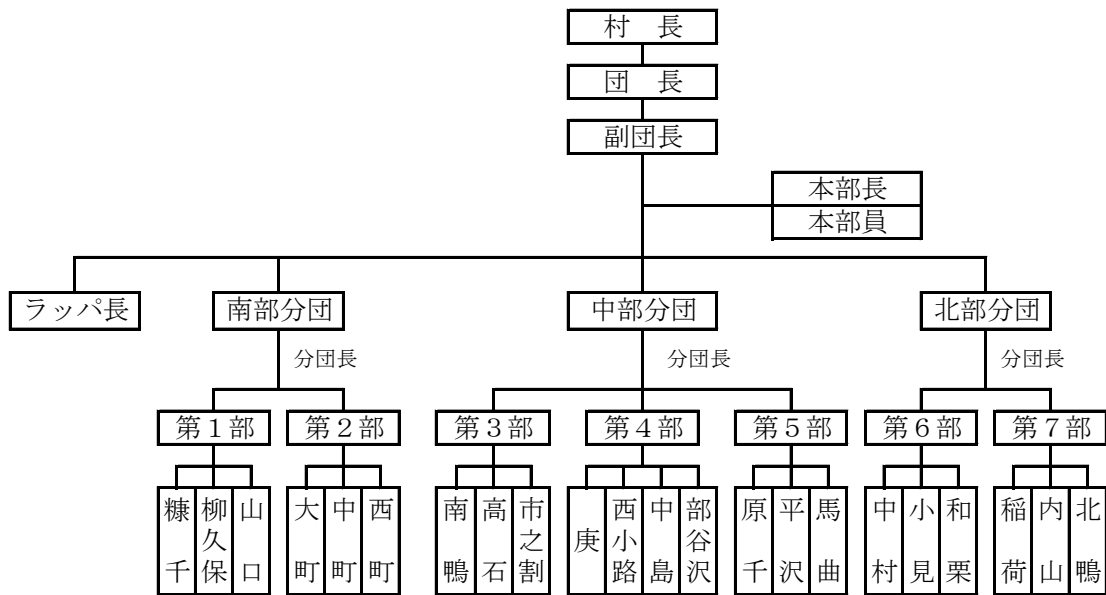 村　長
団　長
副団長
本部長
本部員
ラッパ長
南部分団
中部分団
北部分団
分団長
分団長
分団長
第１部
第２部
第３部
第４部
第５部
第６部
第７部
糠千
柳久保
山口
大町
中町
西町
南鴨
高石
市之割
庚
西小路
中島
部谷沢
原千
平沢
馬曲
中村
小見
和栗
稲荷
内山
北鴨